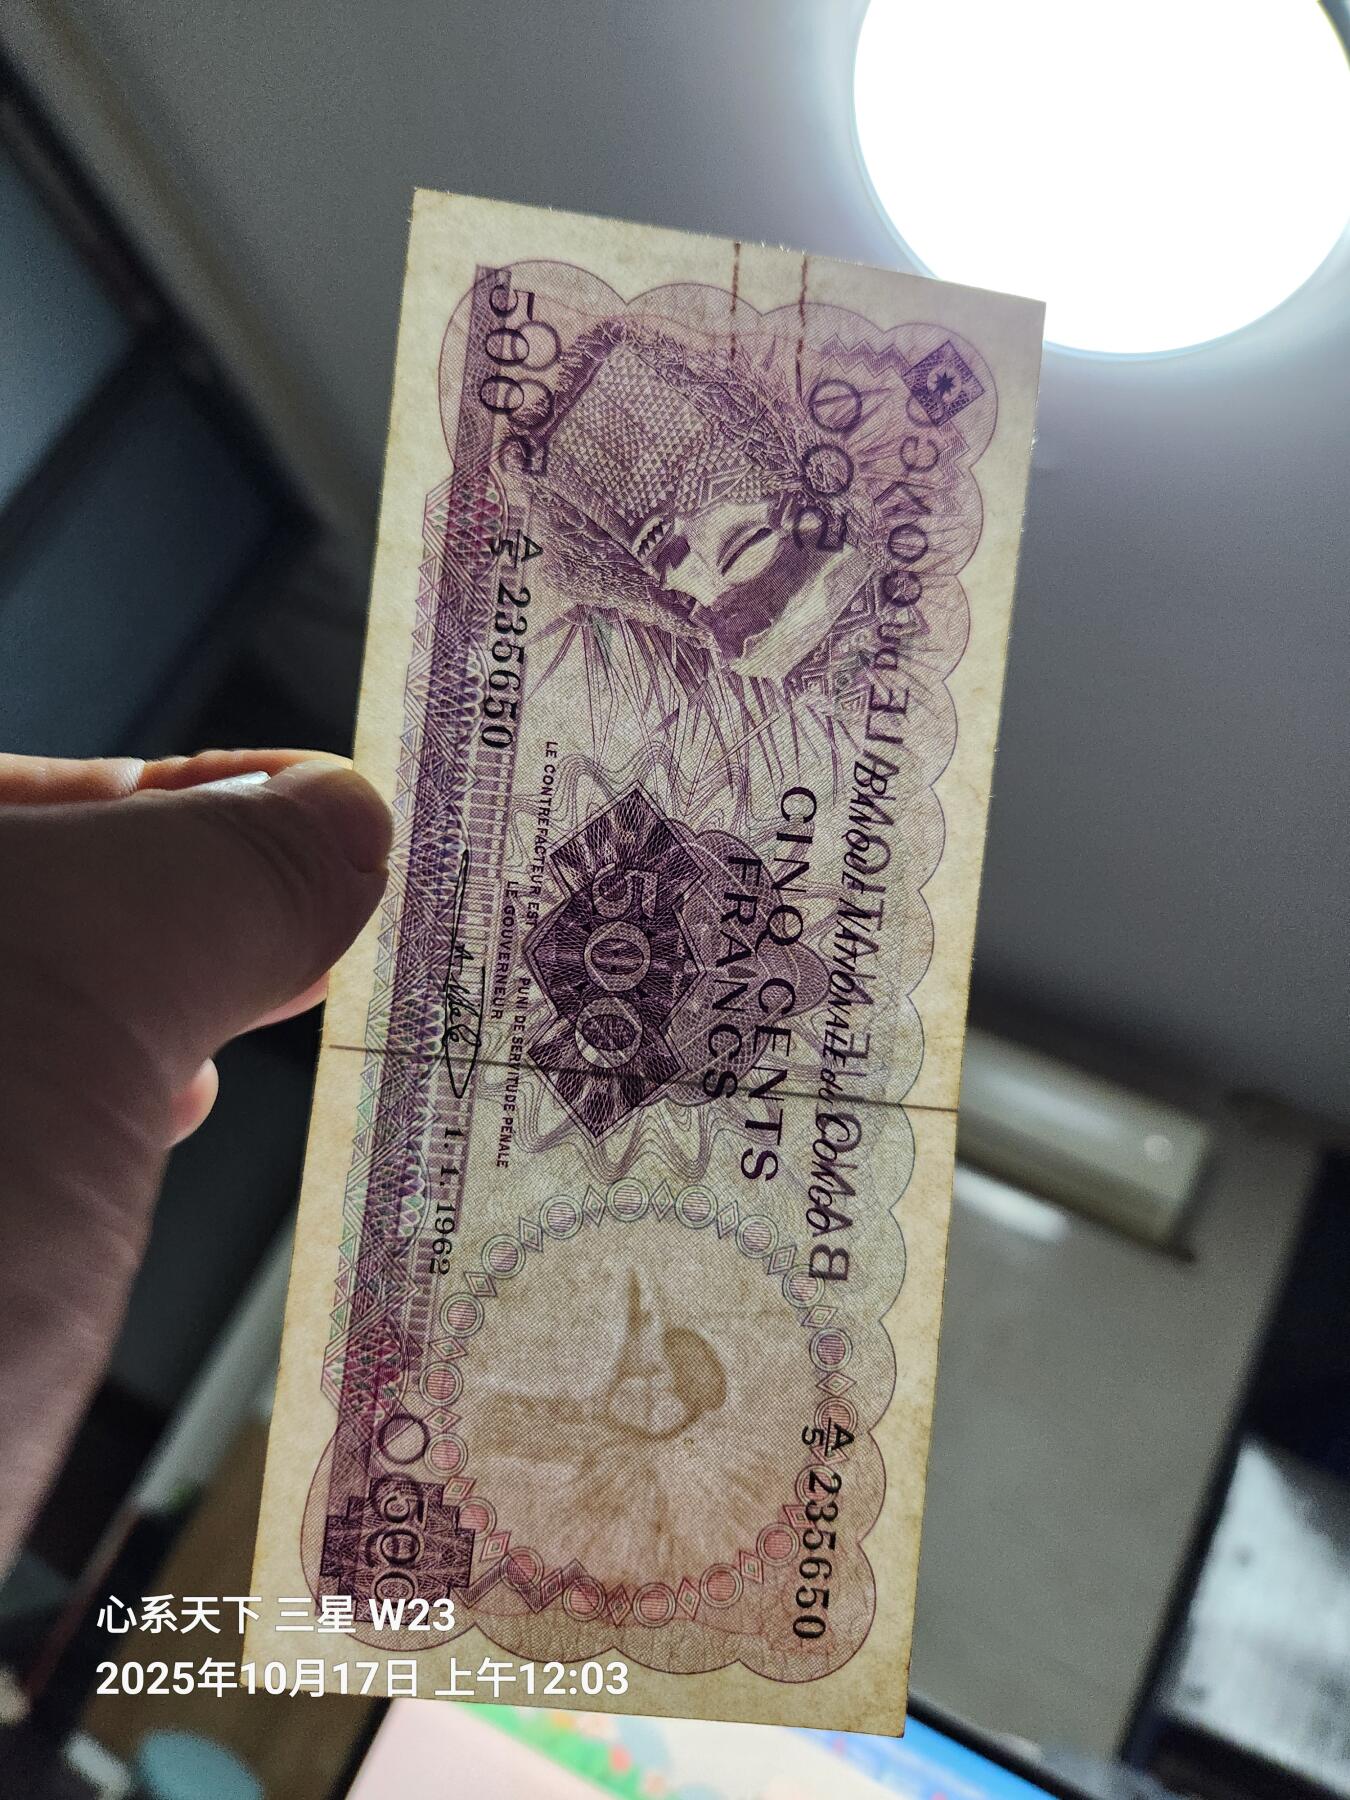 500
500
A/5 235650
BANQUE NATIONALE DU CONGO
CINQ CENTS
FRANCS
500
LE CONTREFACTEUR EST PUNI DE SERVITUDE PÉNALE
LE GOUVERNEUR
1.1.1962
A/5 235650
500
心系天下 三星 W23
2025年10月17日 上午12:03